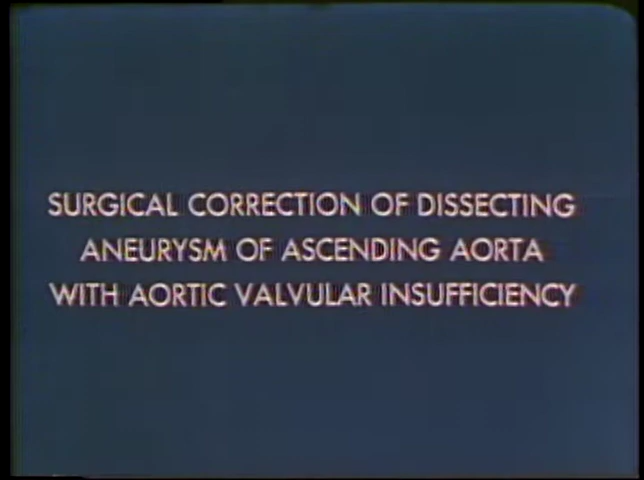 SURGICAL CORRECTION OF DISSECTING
ANEURYSM OF ASCENDING AORTA
WITH AORTIC VALVULAR INSUFFICIENCY